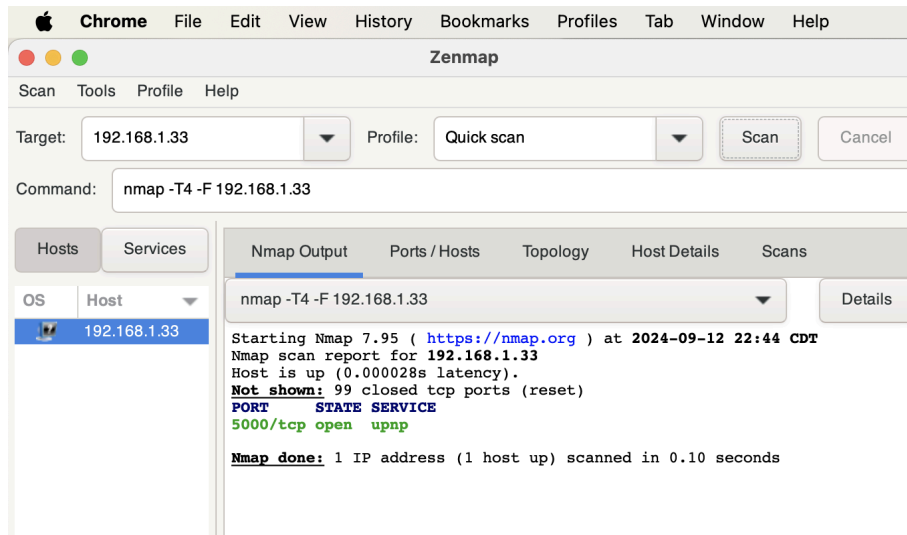 Chrome File Edit View History Bookmarks Profiles Tab Window Help
Zenmap
Scan Tools Profile Help
Target: 192.168.1.33 Profile: Quick scan Scan Cancel
Command: nmap -T4 -F 192.168.1.33
Hosts Services
Nmap Output Ports / Hosts Topology Host Details Scans
OS Host
nmap -T4 -F 192.168.1.33 Details
192.168.1.33
Starting Nmap 7.95 ( https://nmap.org ) at 2024-09-12 22:44 CDT
Nmap scan report for 192.168.1.33
Host is up (0.000028s latency).
Not shown: 99 closed tcp ports (reset)
PORT STATE SERVICE
5000/tcp open upnp
Nmap done: 1 IP address (1 host up) scanned in 0.10 seconds